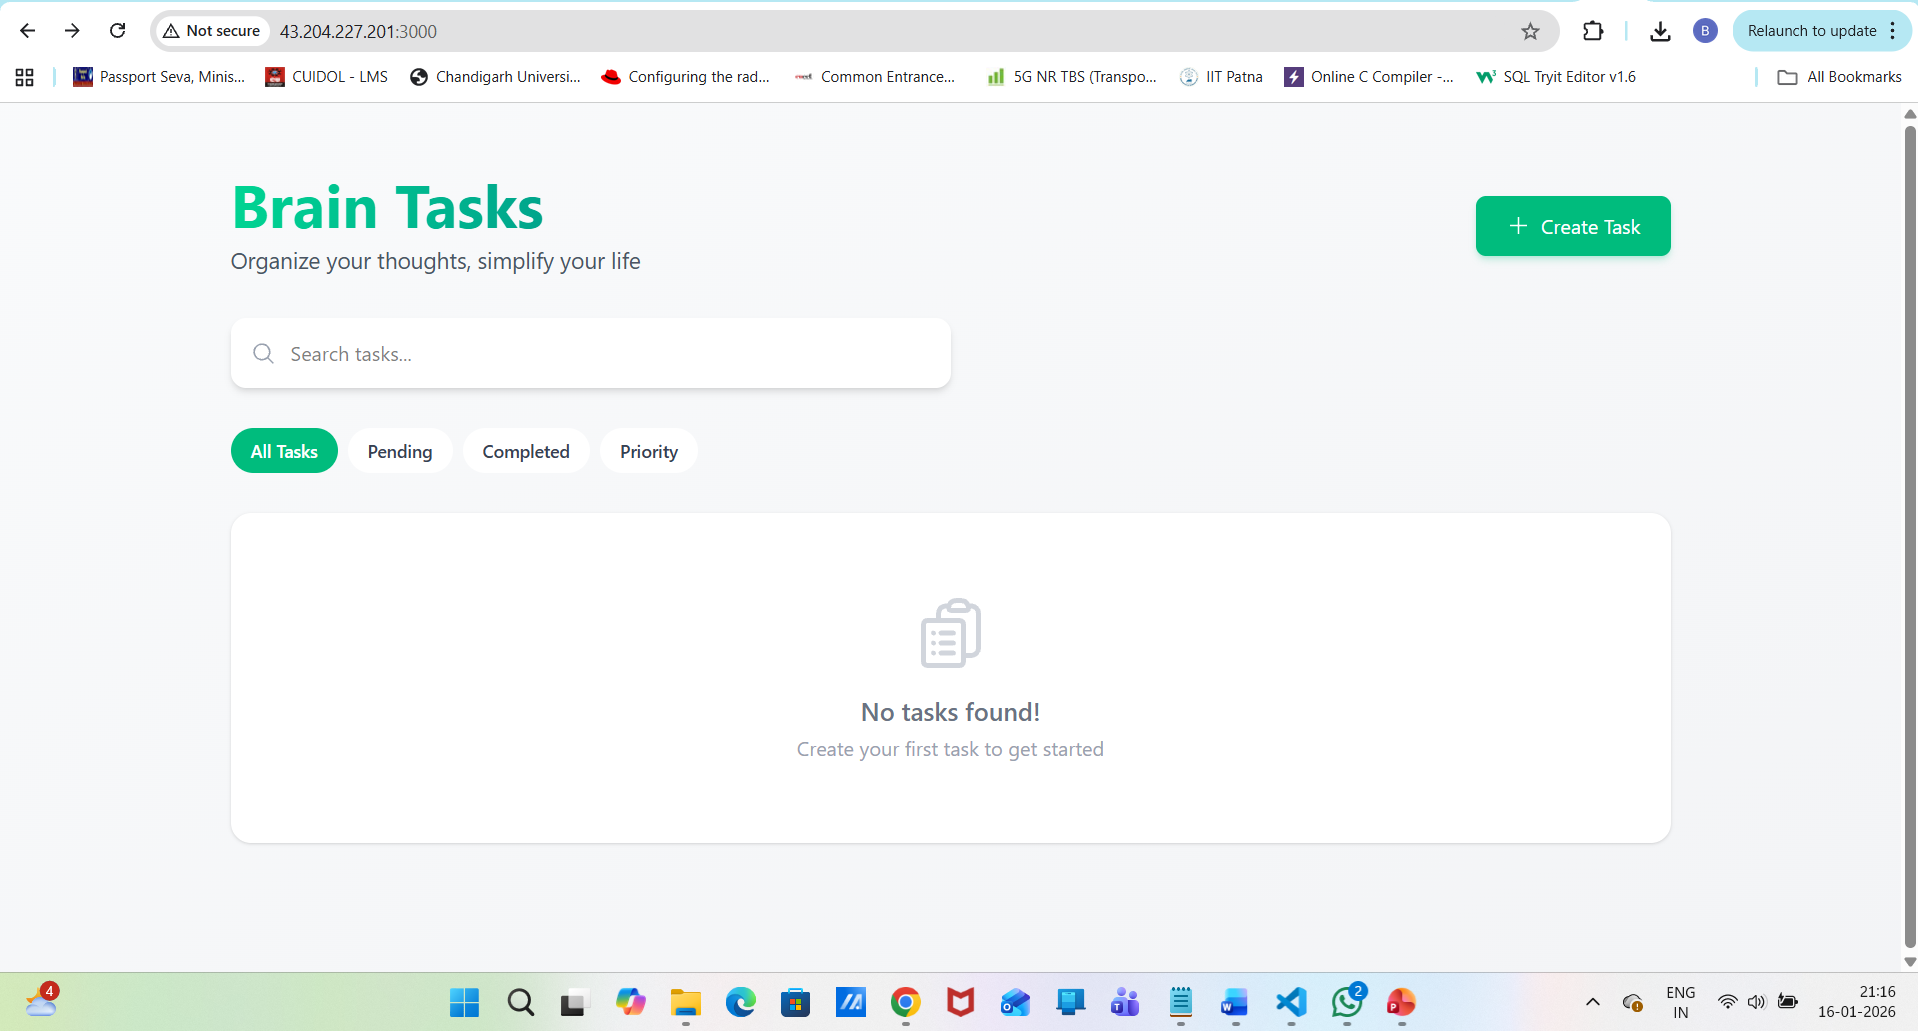 Not secure 43.204.227.201:3000
B
Relaunch to update
Passport Seva, Minis...
CUIDOL - LMS
Chandigarh Universi...
Configuring the rad...
Common Entrance...
5G NR TBS (Transpo...
IIT Patna
Online C Compiler -...
SQL Tryit Editor v1.6
All Bookmarks
Brain Tasks
Organize your thoughts, simplify your life
Create Task
Search tasks...
All Tasks
Pending
Completed
Priority
No tasks found!
Create your first task to get started
4
2
ENG
IN
21:16
16-01-2026